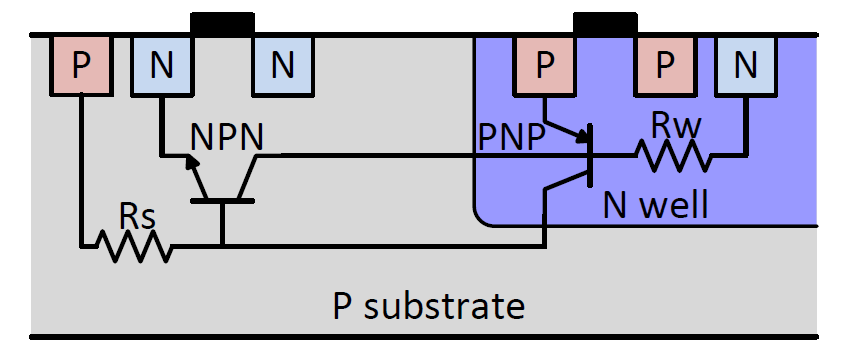 P N N P P N
NPN PNP Rw
Rs N well
P substrate